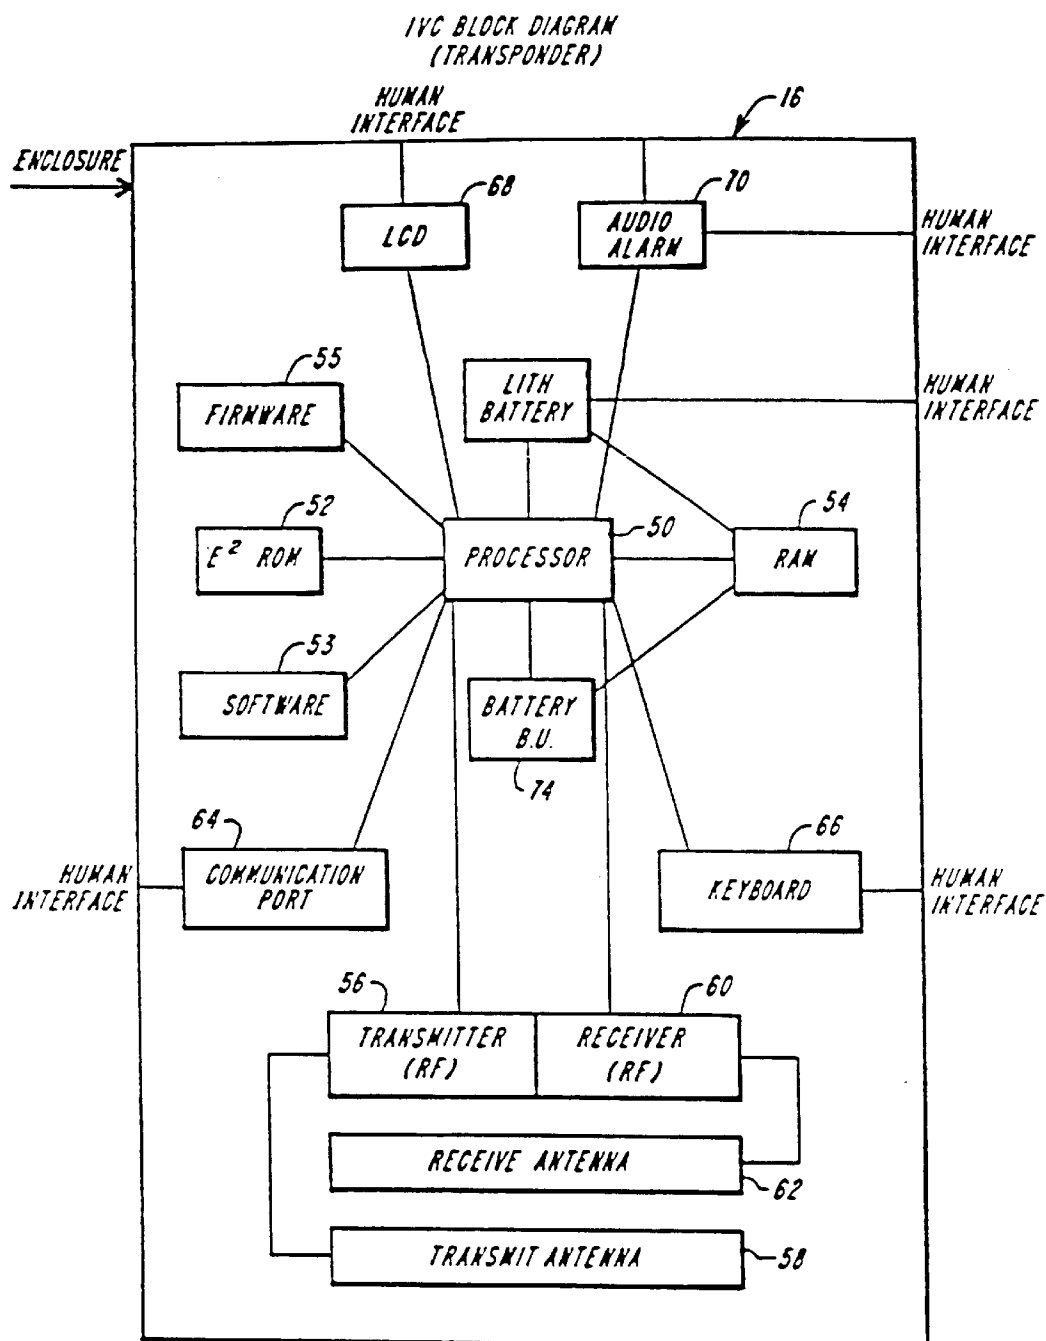 IVC BLOCK DIAGRAM
(TRANSPONDER)
HUMAN
INTERFACE
16
ENCLOSURE
68
70
LCD
AUDIO
ALARM
HUMAN
INTERFACE
55
LITH
BATTERY
HUMAN
INTERFACE
FIRMWARE
52
50
54
E² ROM
PROCESSOR
RAM
53
SOFTWARE
BATTERY
B.U.
74
64
66
HUMAN
INTERFACE
COMMUNICATION
PORT
KEYBOARD
HUMAN
INTERFACE
56
60
TRANSMITTER
(RF)
RECEIVER
(RF)
RECEIVE ANTENNA
62
TRANSMIT ANTENNA
58